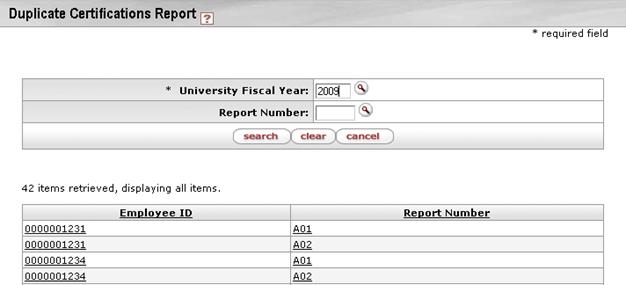 Duplicate Certifications Report ?
* required field
* University Fiscal Year: 2009
Report Number:
search clear cancel
42 items retrieved, displaying all items.
Employee ID Report Number
0000001231 A01
0000001231 A02
0000001234 A01
0000001234 A02